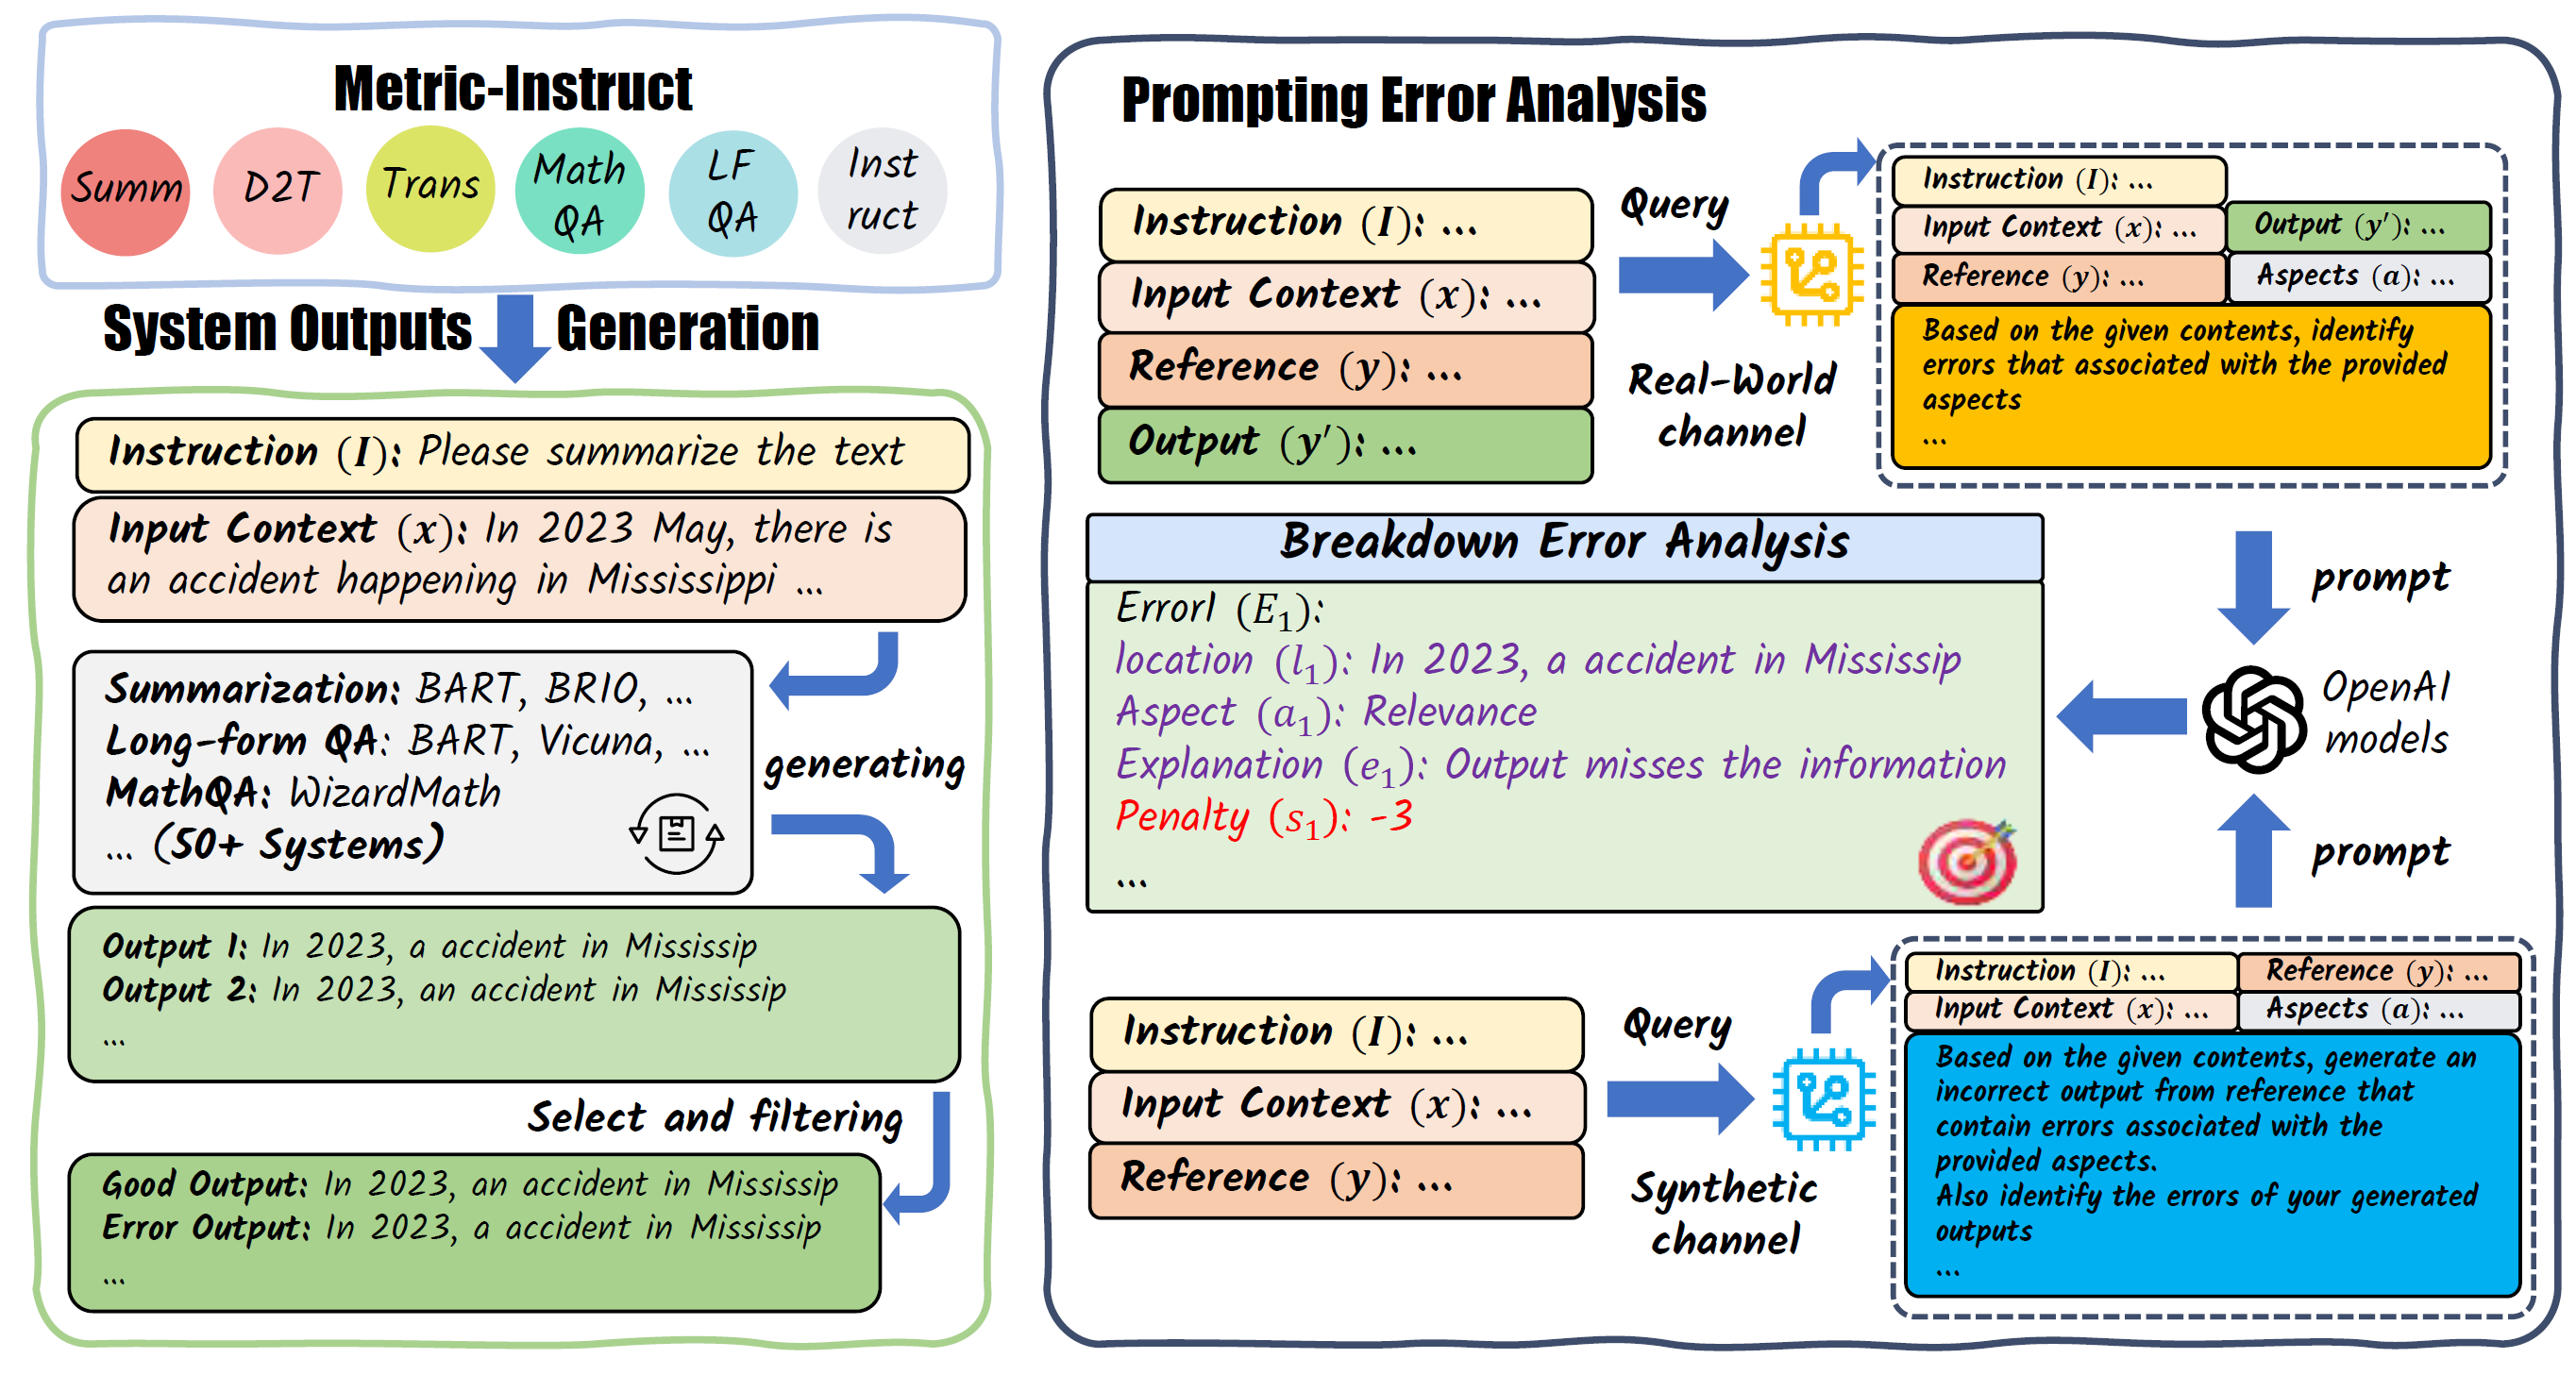 Metric-Instruct
Summ
D2T
Trans
Math
QA
LF
QA
Inst
ruct
System Outputs Generation
Instruction (I): Please summarize the text
Input Context (x): In 2023 May, there is
an accident happening in Mississippi ...
Summarization: BART, BRIO, ...
Long-form QA: BART, Vicuna, ...
MathQA: WizardMath
... (50+ Systems)
generating
Output 1: In 2023, a accident in Mississip
Output 2: In 2023, an accident in Mississip
...
Select and filtering
Good Output: In 2023, an accident in Mississip
Error Output: In 2023, a accident in Mississip
...
Prompting Error Analysis
Instruction (I): ...
Input Context (x): ...
Reference (y): ...
Output (y′): ...
Query
Real-World
channel
Instruction (I): ...
Input Context (x): ...
Output (y′): ...
Reference (y): ...
Aspects (a): ...
Based on the given contents, identify
errors that associated with the provided
aspects
...
prompt
OpenAI
models
prompt
Breakdown Error Analysis
Error1 (E₁):
location (l₁): In 2023, a accident in Mississip
Aspect (a₁): Relevance
Explanation (e₁): Output misses the information
Penalty (s₁): -3
...
Instruction (I): ...
Input Context (x): ...
Reference (y): ...
Query
Synthetic
channel
Instruction (I): ...
Reference (y): ...
Input Context (x): ...
Aspects (a): ...
Based on the given contents, generate an
incorrect output from reference that
contain errors associated with the
provided aspects.
Also identify the errors of your generated
outputs
...